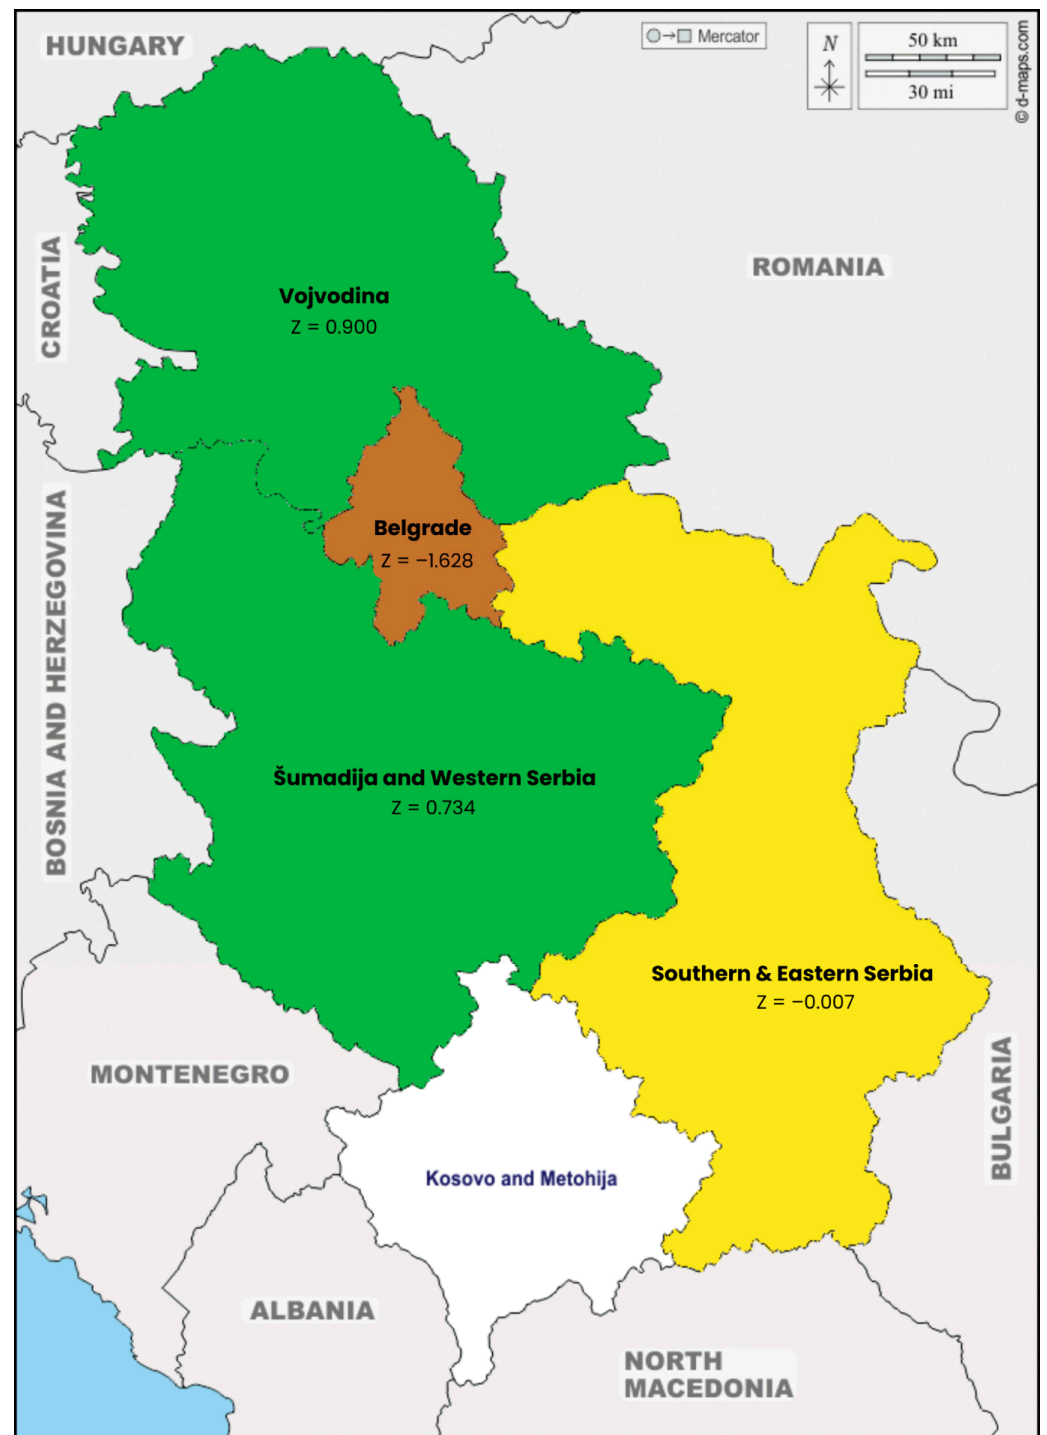 HUNGARY
Mercator
N
50 km
30 mi
© d-maps.com
CROATIA
ROMANIA
Vojvodina
Z = 0.900
BOSNIA AND HERZEGOVINA
Belgrade
Z = −1.628
Šumadija and Western Serbia
Z = 0.734
Southern & Eastern Serbia
Z = −0.007
MONTENEGRO
BULGARIA
Kosovo and Metohija
ALBANIA
NORTH
MACEDONIA